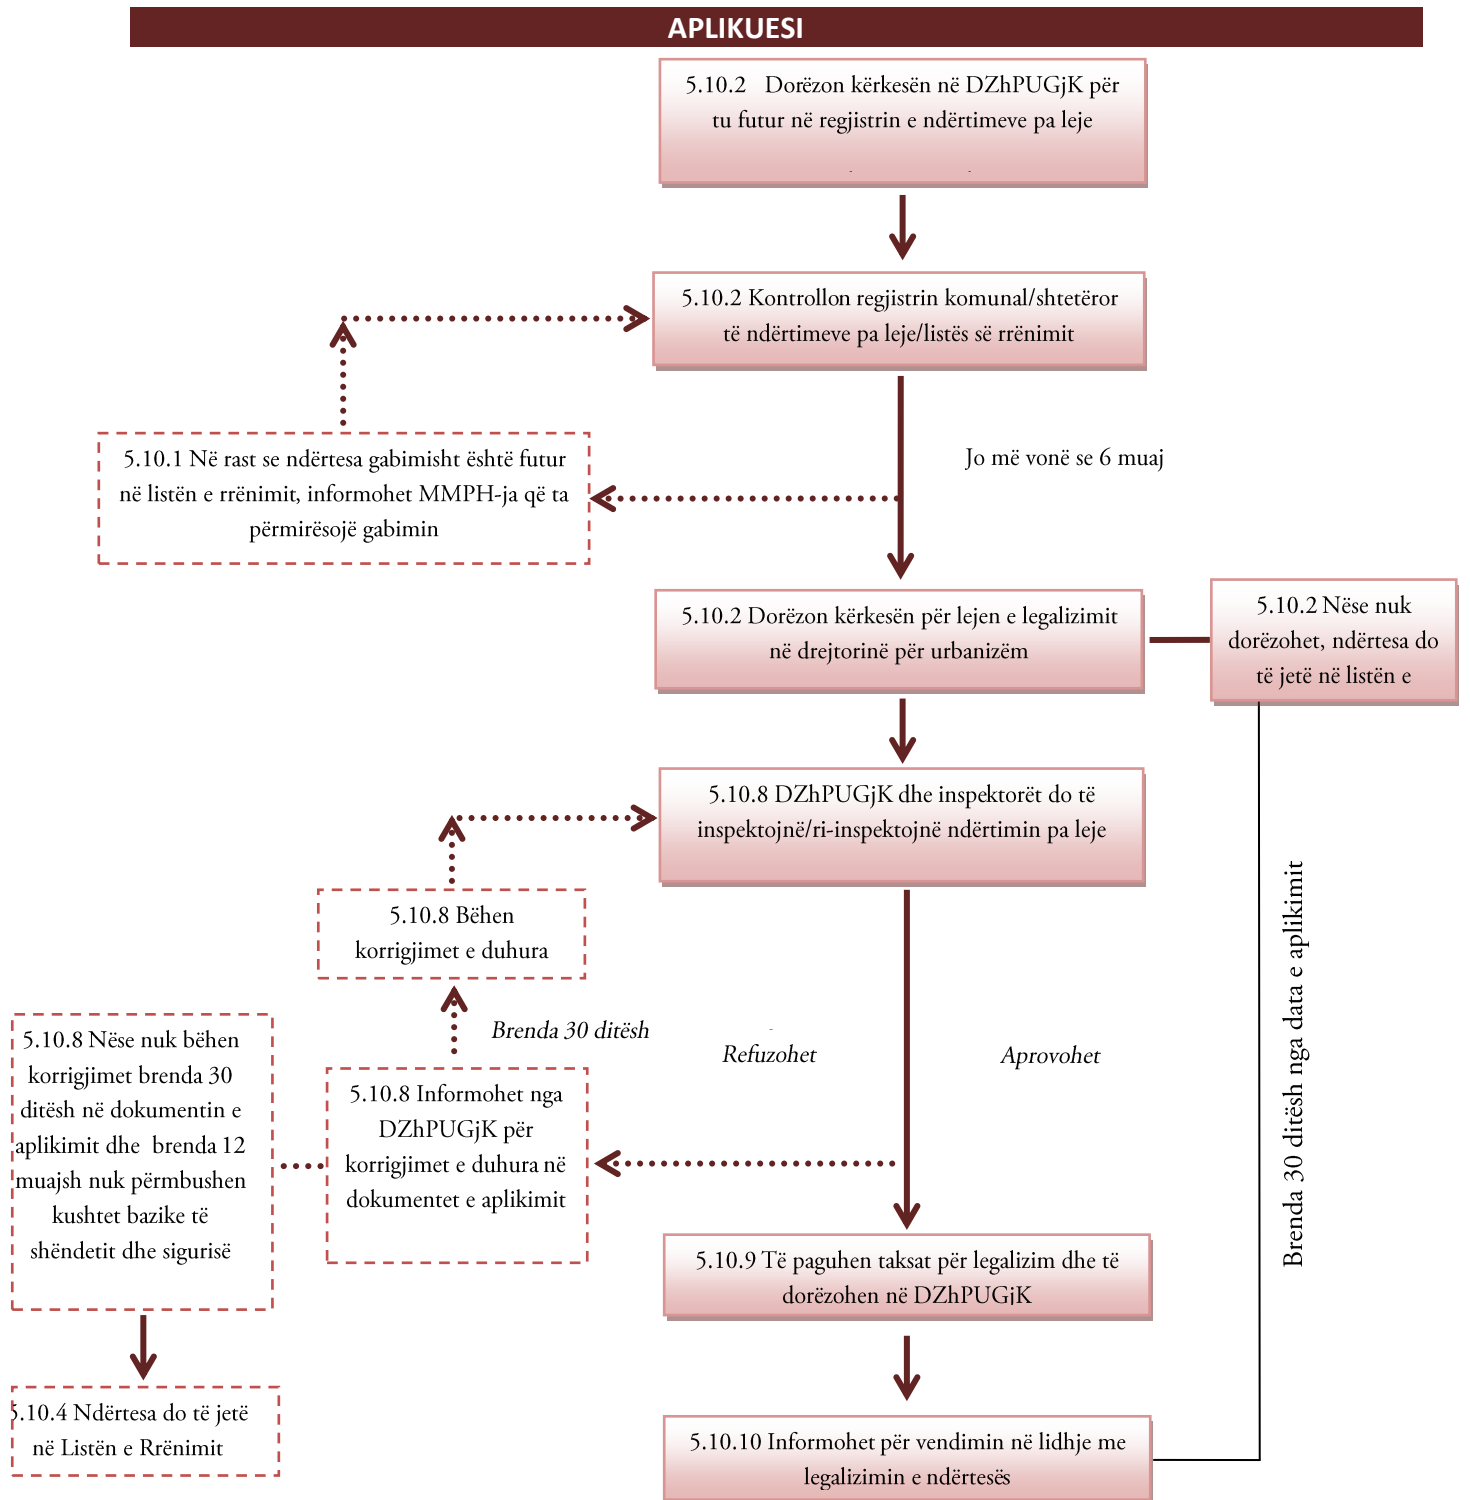 APLIKUESI
5.10.2 Dorëzon kërkesën në DZhPUGjK për
tu futur në regjistrin e ndërtimeve pa leje
5.10.2 Kontrollon regjistrin komunal/shtetëror
të ndërtimeve pa leje/listës së rrënimit
5.10.1 Në rast se ndërtesa gabimisht është futur
në listën e rrënimit, informohet MMPH-ja që ta
përmirësojë gabimin
Jo më vonë se 6 muaj
5.10.2 Dorëzon kërkesën për lejen e legalizimit
në drejtorinë për urbanizëm
5.10.2 Nëse nuk
dorëzohet, ndërtesa do
të jetë në listën e
5.10.8 DZhPUGjK dhe inspektorët do të
inspektojnë/ri-inspektojnë ndërtimin pa leje
5.10.8 Bëhen
korrigjimet e duhura
Brenda 30 ditësh
Refuzohet
Aprovohet
Brenda 30 ditësh nga data e aplikimit
5.10.8 Nëse nuk bëhen
korrigjimet brenda 30
ditësh në dokumentin e
aplikimit dhe brenda 12
muajsh nuk përmbushen
kushtet bazike të
shëndetit dhe sigurisë
5.10.8 Informohet nga
DZhPUGjK për
korrigjimet e duhura në
dokumentet e aplikimit
5.10.9 Të paguhen taksat për legalizim dhe të
dorëzohen në DZhPUGjK
5.10.4 Ndërtesa do të jetë
në Listën e Rrënimit
5.10.10 Informohet për vendimin në lidhje me
legalizimin e ndërtesës